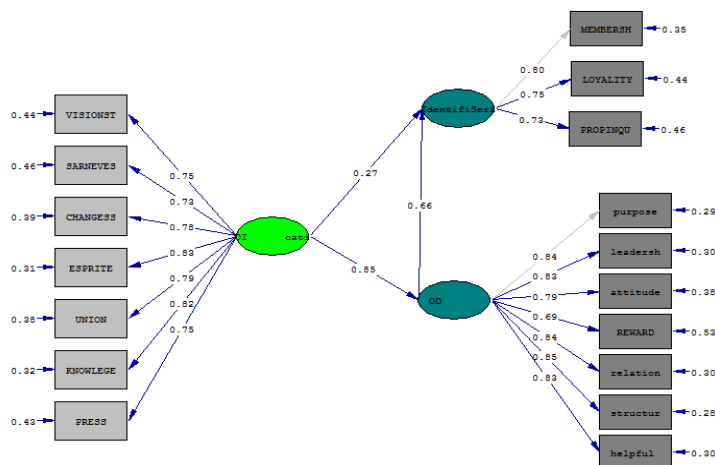 MEMBERSH
0.35
0.80
LOYALITY
0.44
0.75
IdentifiSeri
PROPINQU
0.46
0.73
0.44
VISIONST
0.75
0.46
SARNEVES
0.73
0.27
0.39
CHANGESS
0.78
0.66
purpose
0.29
0.84
OI cati
0.31
ESPRITE
0.83
leadersh
0.30
0.83
0.85
0.38
UNION
0.79
attitude
0.38
0.79
OD
REWARD
0.53
0.69
0.32
KNOWLEGE
0.82
relation
0.30
0.84
0.43
PRESS
0.75
structur
0.28
0.85
helpful
0.30
0.83